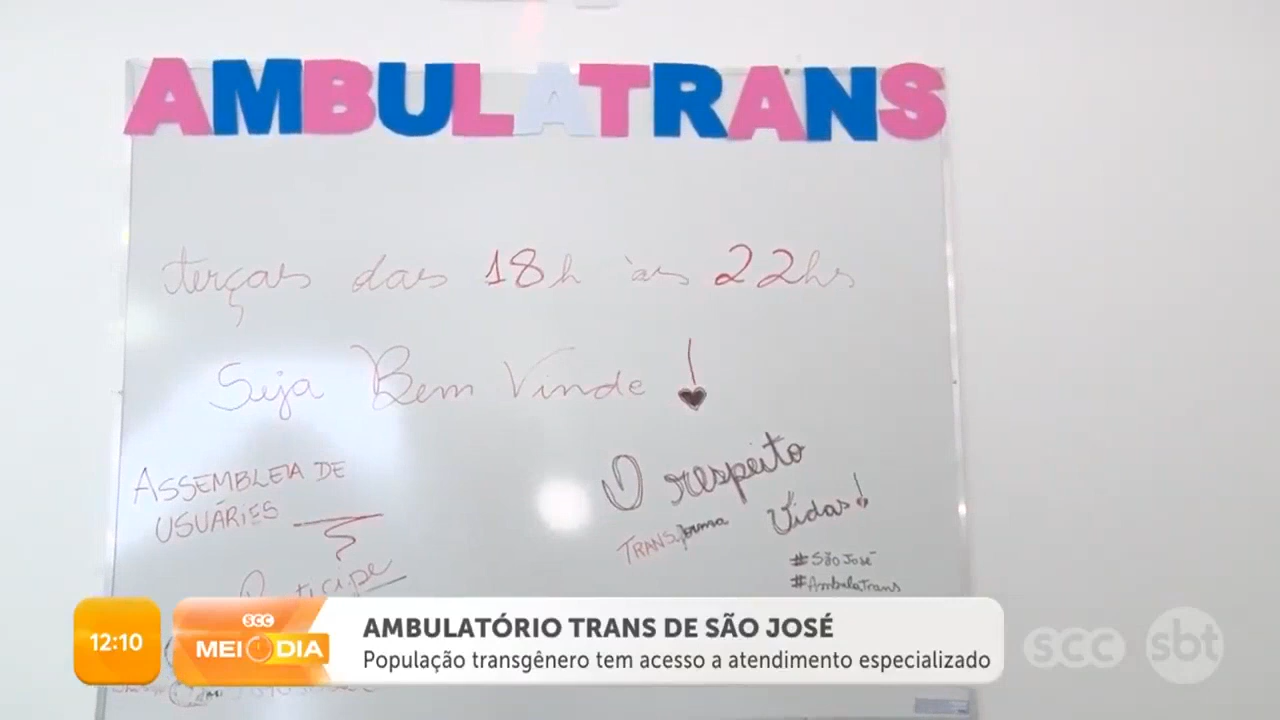 AMBULATRANS
terças das 18h às 22hs
Seja Bem Vinde!
ASSEMBLEIA DE
USUÁRIES
Participe
O respeito
TRANSforma Vidas!
#SãoJosé
#AmbulaTrans
12:10
scc
MEIO DIA
AMBULATÓRIO TRANS DE SÃO JOSÉ
População transgênero tem acesso a atendimento especializado
scc sbt